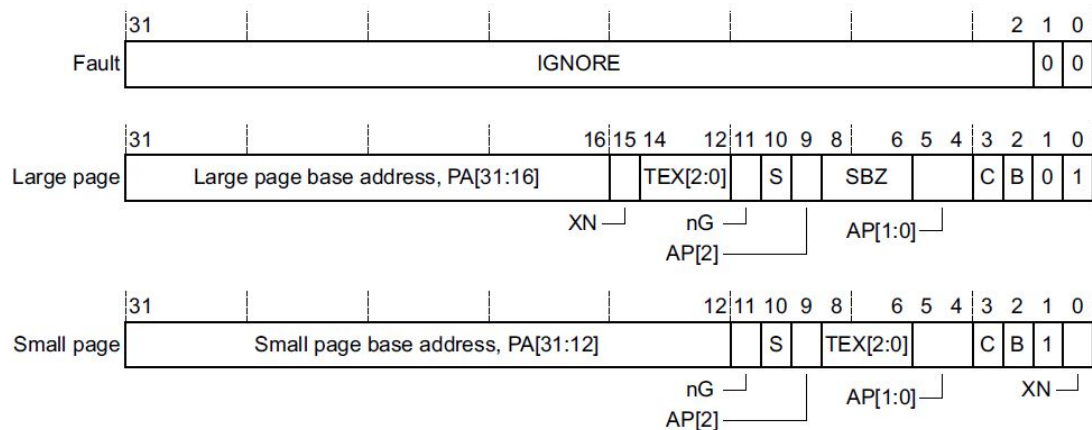 31 2 1 0
Fault IGNORE 0 0
31 16 15 14 12 11 10 9 8 6 5 4 3 2 1 0
Large page Large page base address, PA[31:16] TEX[2:0] S SBZ C B 0 1
XN nG AP[1:0]
AP[2]
31 12 11 10 9 8 6 5 4 3 2 1 0
Small page Small page base address, PA[31:12] S TEX[2:0] C B 1
nG AP[1:0] XN
AP[2]